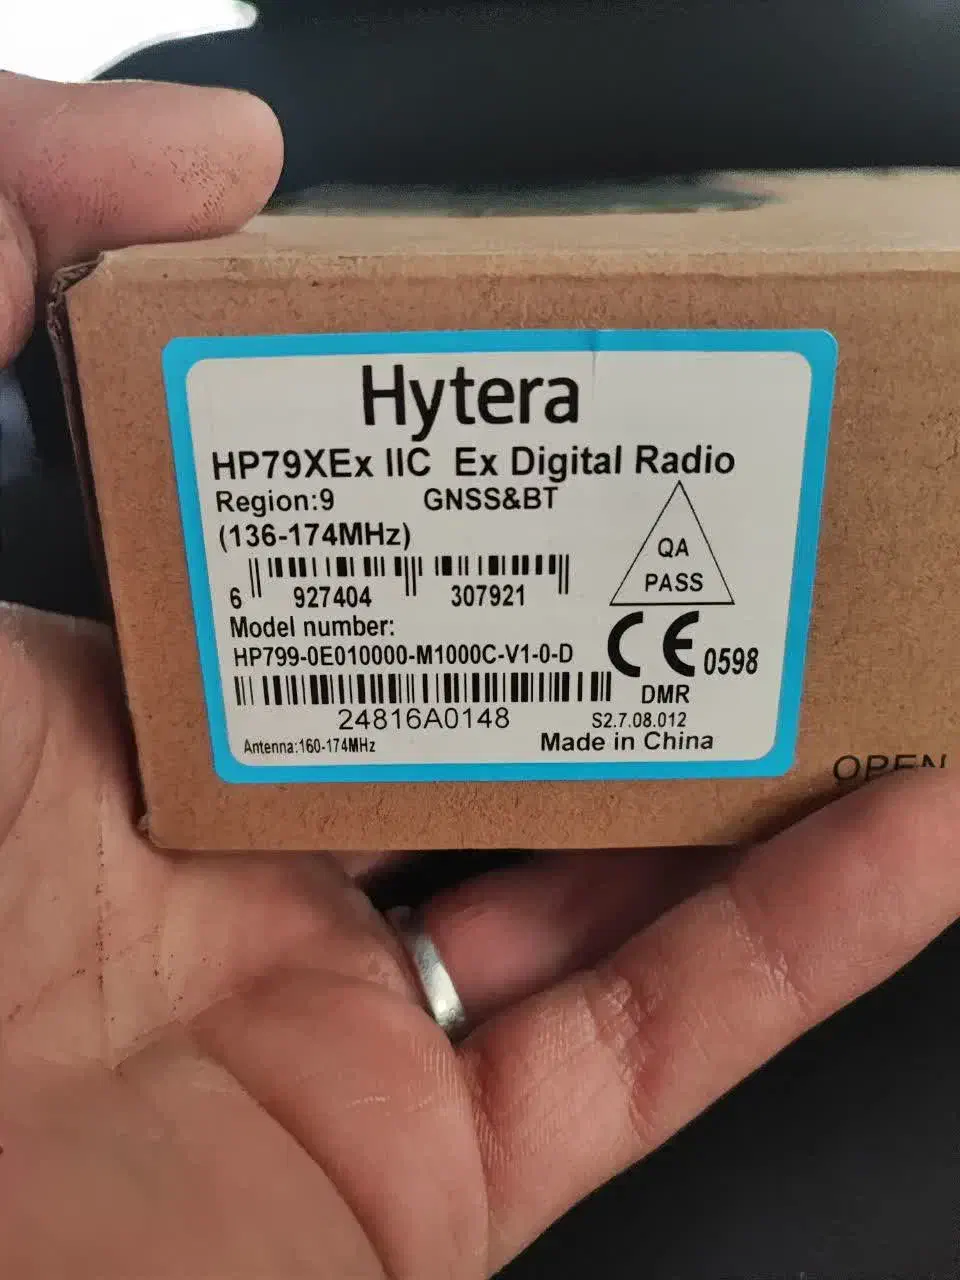 Hytera
HP79XEx IIC Ex Digital Radio
Region:9 GNSS&BT
(136-174MHz)
QA
PASS
6 927404 307921
Model number:
HP799-0E010000-M1000C-V1-0-D
CE 0598
DMR
24816A0148
S2.7.08.012
Antenna:160-174MHz
Made in China
OPEN